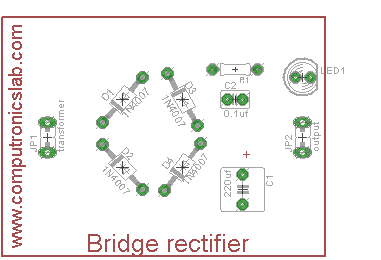 www.computronicslab.com
JP1
transformer
D1
1N4007
D3
1N4007
D2
1N4007
D4
1N4007
R1
C2
0.1uf
LED1
JP2
output
220uf
C1
Bridge rectifier